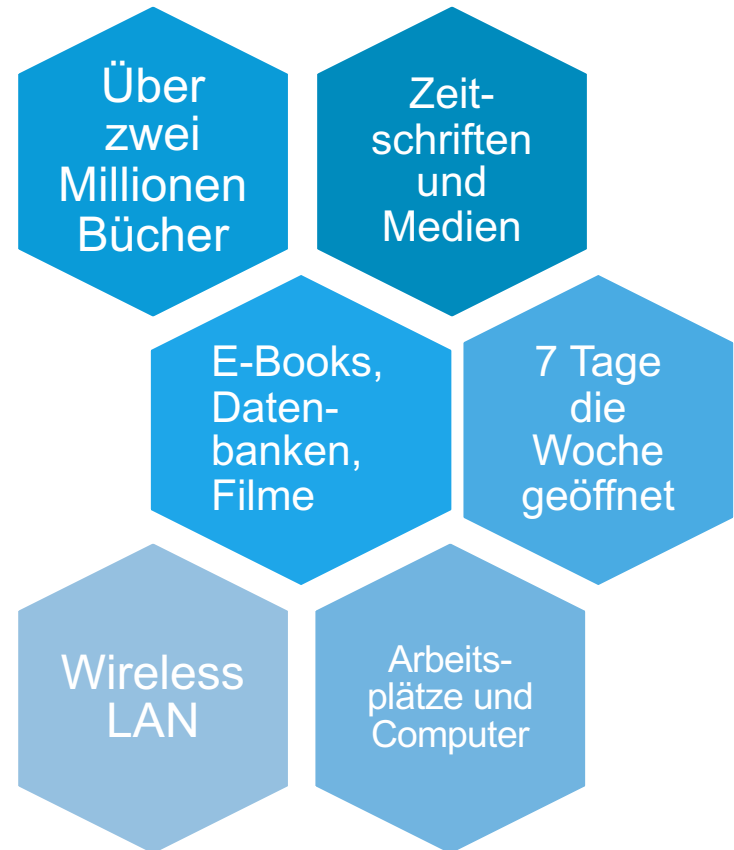 Über
zwei
Millionen
Bücher
Zeit-
schriften
und
Medien
E-Books,
Daten-
banken,
Filme
7 Tage
die
Woche
geöffnet
Wireless
LAN
Arbeits-
plätze und
Computer